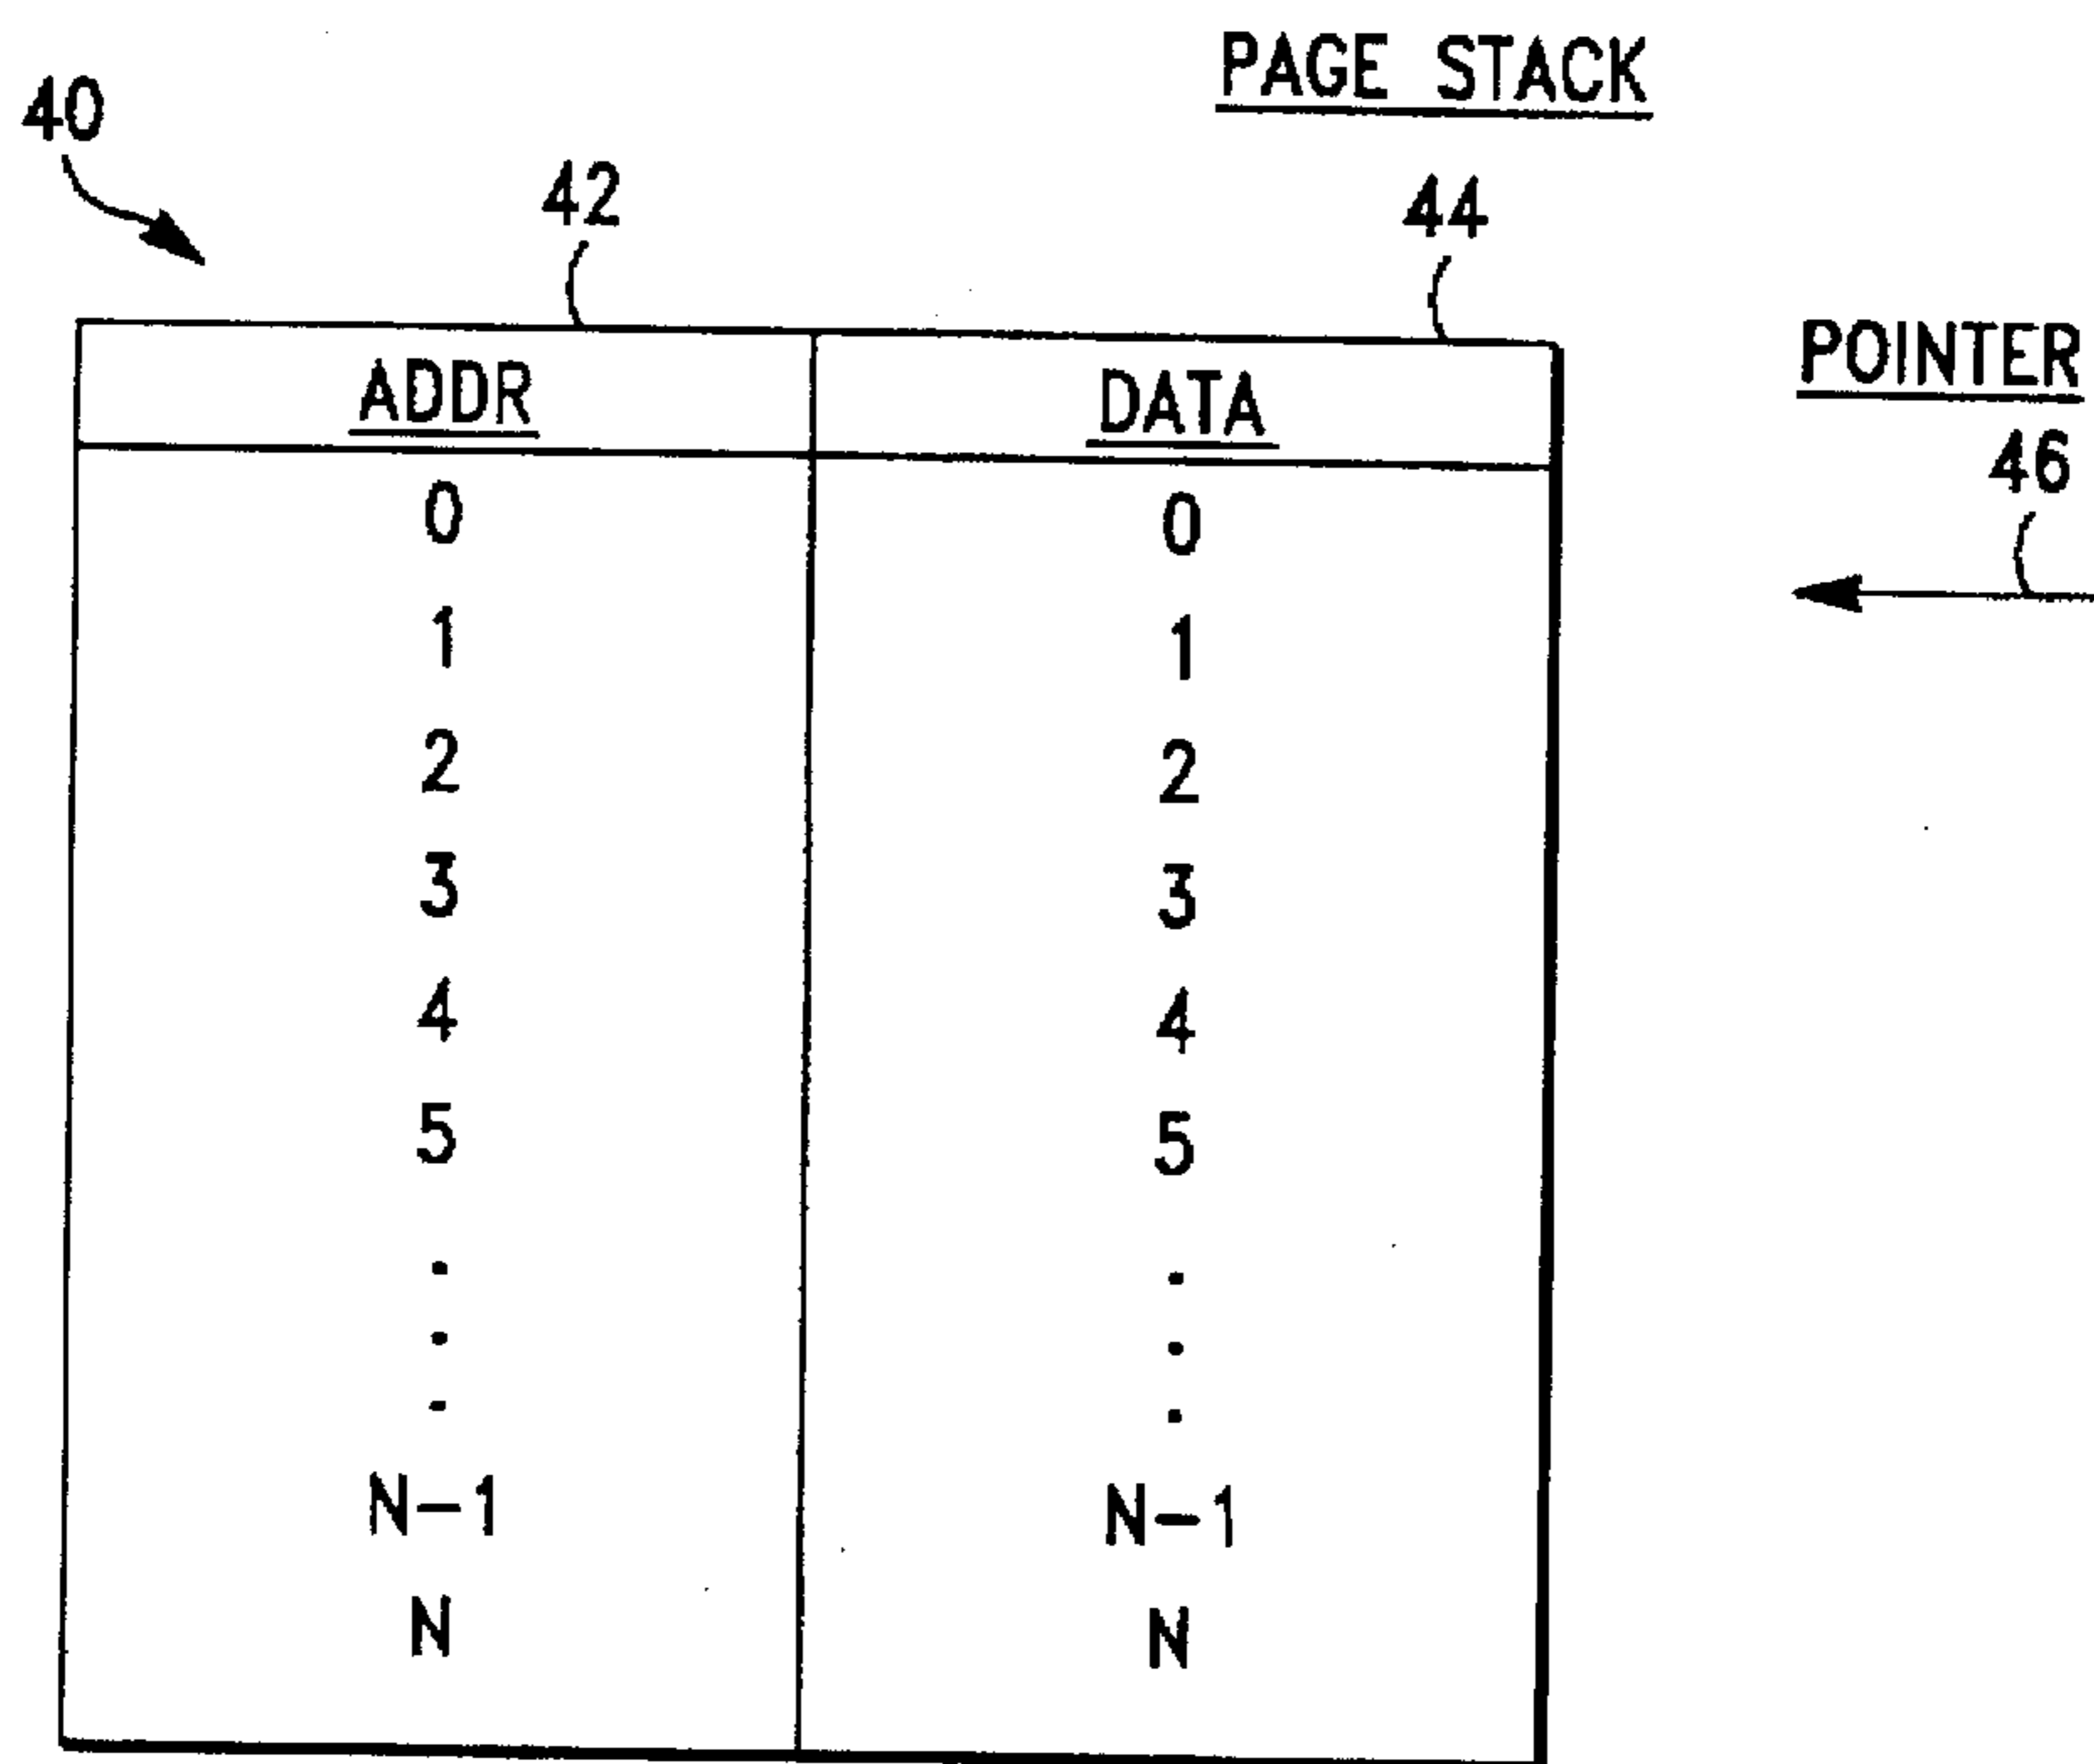 PAGE STACK
40
42
44
POINTER
46
ADDR DATA
0 0
1 1
2 2
3 3
4 4
5 5
. .
. .
. .
N-1 N-1
N N